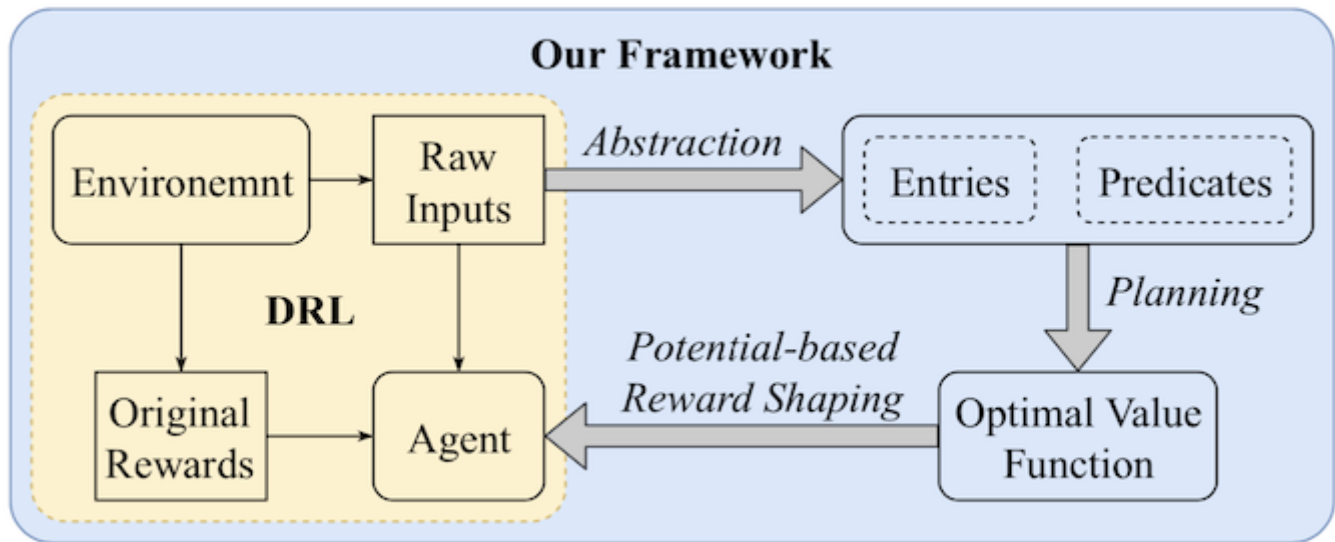 Our Framework
Environemnt
Raw
Inputs
Abstraction
Entries
Predicates
DRL
Planning
Potential-based
Reward Shaping
Original
Rewards
Agent
Optimal Value
Function